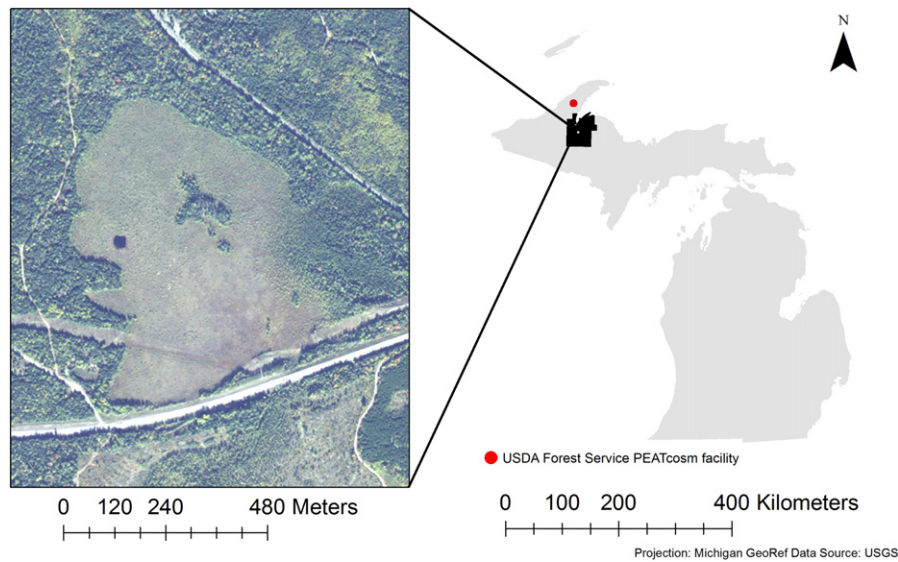 N
USDA Forest Service PEATcosm facility
0 120 240 480 Meters
0 100 200 400 Kilometers
Projection: Michigan GeoRef Data Source: USGS